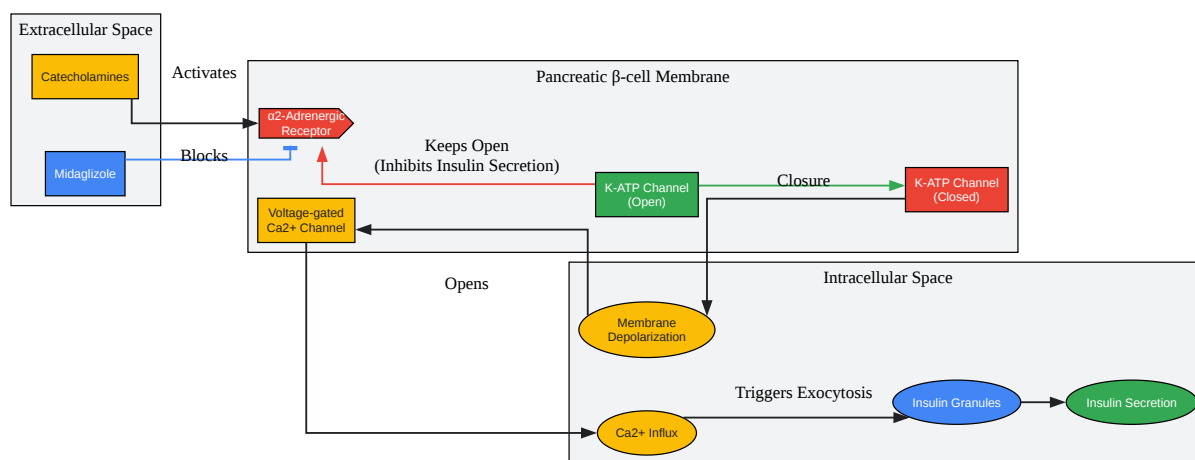 Extracellular Space
Catecholamines
Activates
Pancreatic β-cell Membrane
α2-Adrenergic
Receptor
Blocks
Midaglizole
Keeps Open
(Inhibits Insulin Secretion)
K-ATP Channel
(Open)
Closure
K-ATP Channel
(Closed)
Voltage-gated
Ca2+ Channel
Opens
Intracellular Space
Membrane
Depolarization
Triggers Exocytosis
Insulin Granules
Insulin Secretion
Ca2+ Influx